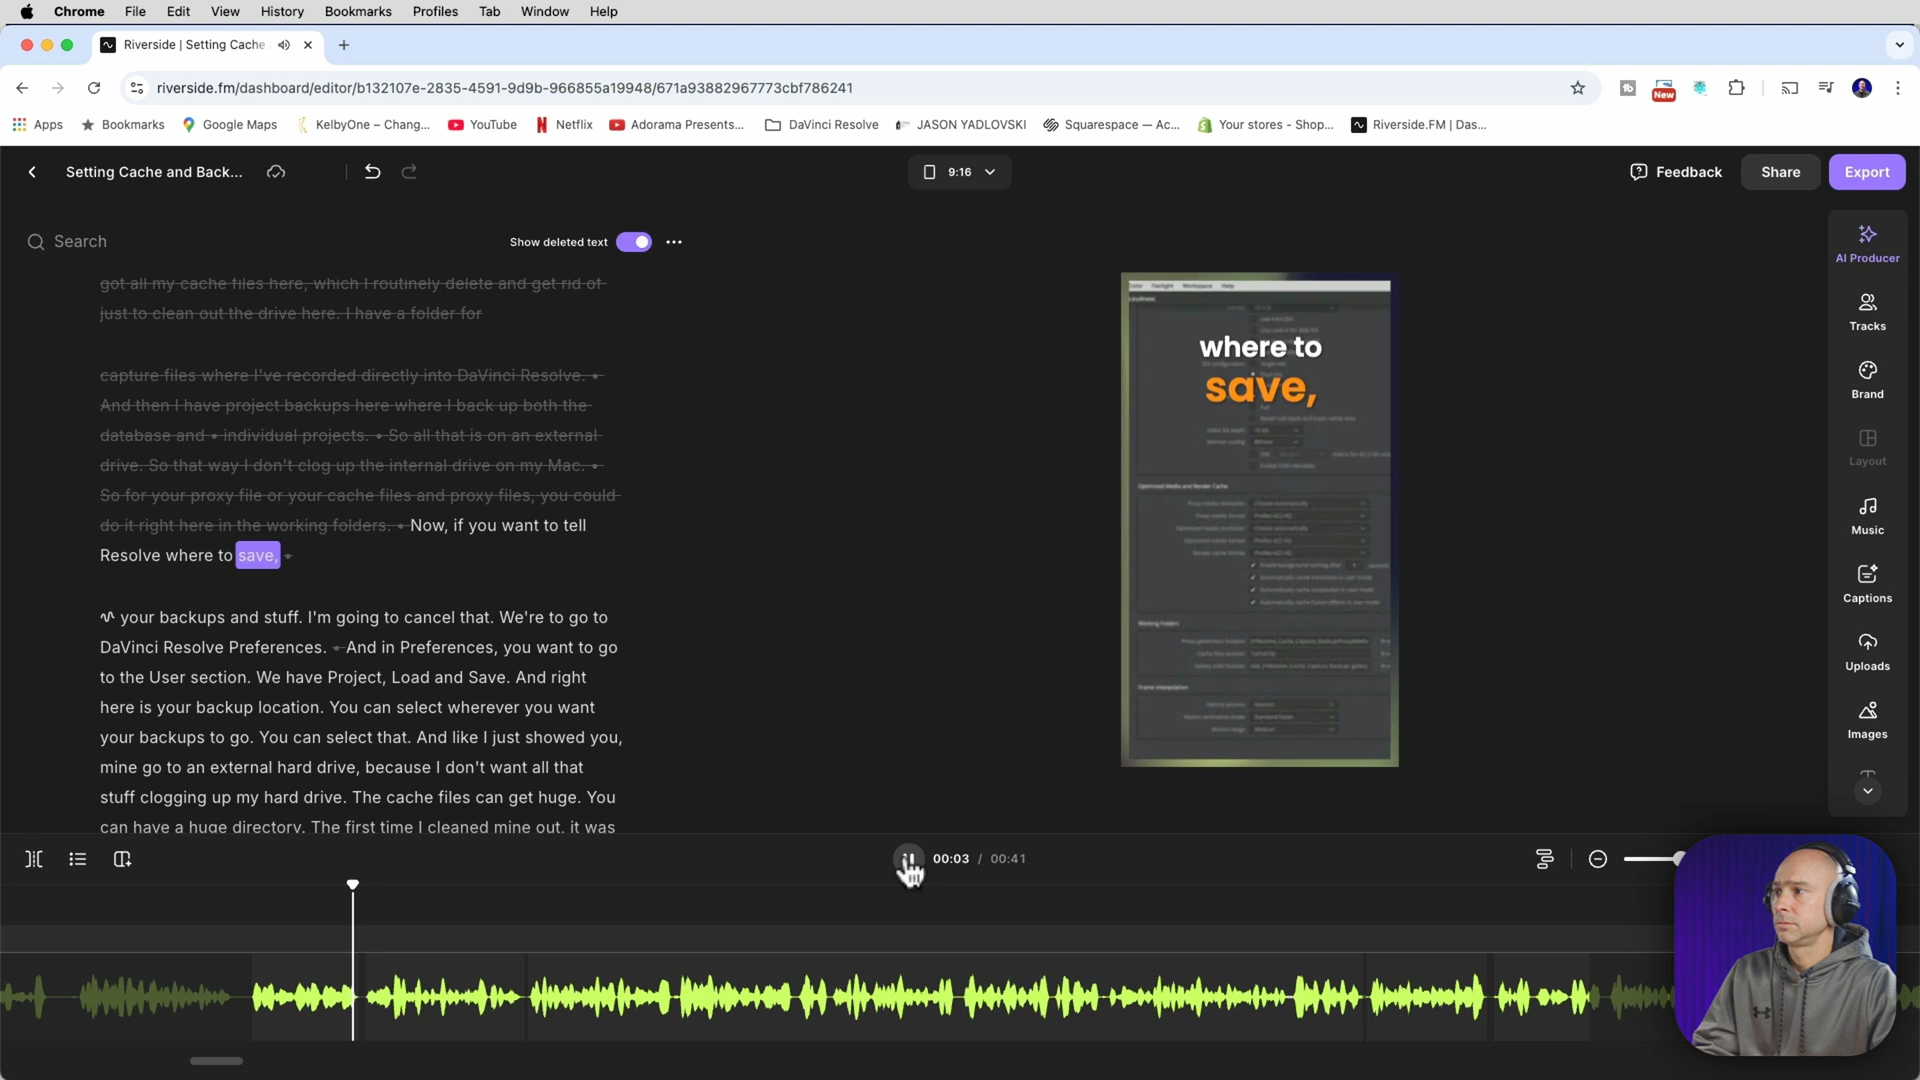 Chrome File Edit View History Bookmarks Profiles Tab Window Help
Riverside | Setting Cache
riverside.fm/dashboard/editor/b132107e-2835-4591-9d9b-966855a19948/671a93882967773cbf786241
New
Apps Bookmarks Google Maps KelbyOne – Chang... YouTube Netflix Adorama Presents... DaVinci Resolve JASON YADLOVSKI Squarespace — Ac... Your stores - Shop... Riverside.FM | Das...
Setting Cache and Back...
9:16
Feedback
Share
Export
Search
Show deleted text
got all my cache files here, which I routinely delete and get rid of
just to clean out the drive here. I have a folder for
capture files where I've recorded directly into DaVinci Resolve. •
And then I have project backups here where I back up both the
database and • individual projects. • So all that is on an external
drive. So that way I don't clog up the internal drive on my Mac. •
So for your proxy file or your cache files and proxy files, you could
do it right here in the working folders. • Now, if you want to tell
Resolve where to save, •
your backups and stuff. I'm going to cancel that. We're to go to
DaVinci Resolve Preferences. • And in Preferences, you want to go
to the User section. We have Project, Load and Save. And right
here is your backup location. You can select wherever you want
your backups to go. You can select that. And like I just showed you,
mine go to an external hard drive, because I don't want all that
stuff clogging up my hard drive. The cache files can get huge. You
can have a huge directory. The first time I cleaned mine out, it was
Color Fairlight Workspace Help
where to
save,
Optimized Media and Render Cache
Working Folders
Frame Interpolation
AI Producer
Tracks
Brand
Layout
Music
Captions
Uploads
Images
00:03 / 00:41